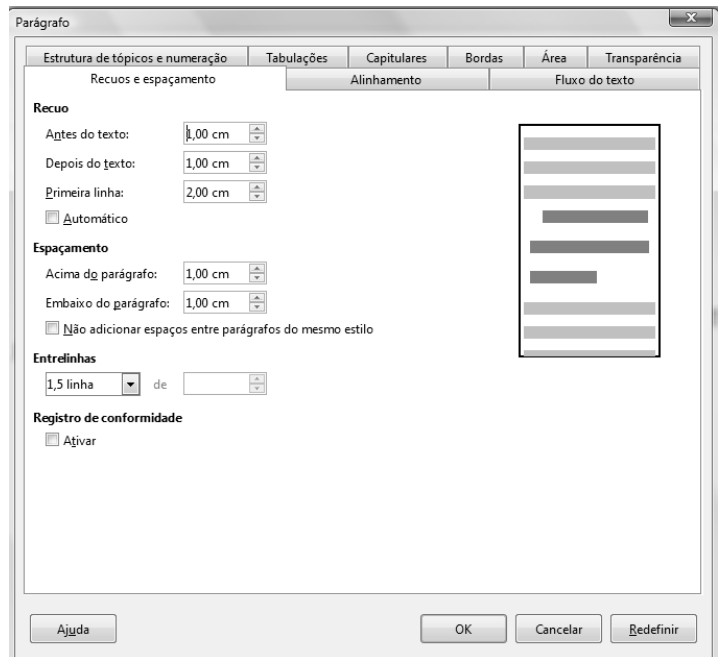 Parágrafo
x
Estrutura de tópicos e numeração Tabulações Capitulares Bordas Área Transparência
Recuos e espaçamento Alinhamento Fluxo do texto
Recuo
Antes do texto: 1,00 cm
Depois do texto: 1,00 cm
Primeira linha: 2,00 cm
Automático
Espaçamento
Acima do parágrafo: 1,00 cm
Embaixo do parágrafo: 1,00 cm
Não adicionar espaços entre parágrafos do mesmo estilo
Entrelinhas
1,5 linha de
Registro de conformidade
Ativar
Ajuda OK Cancelar Redefinir